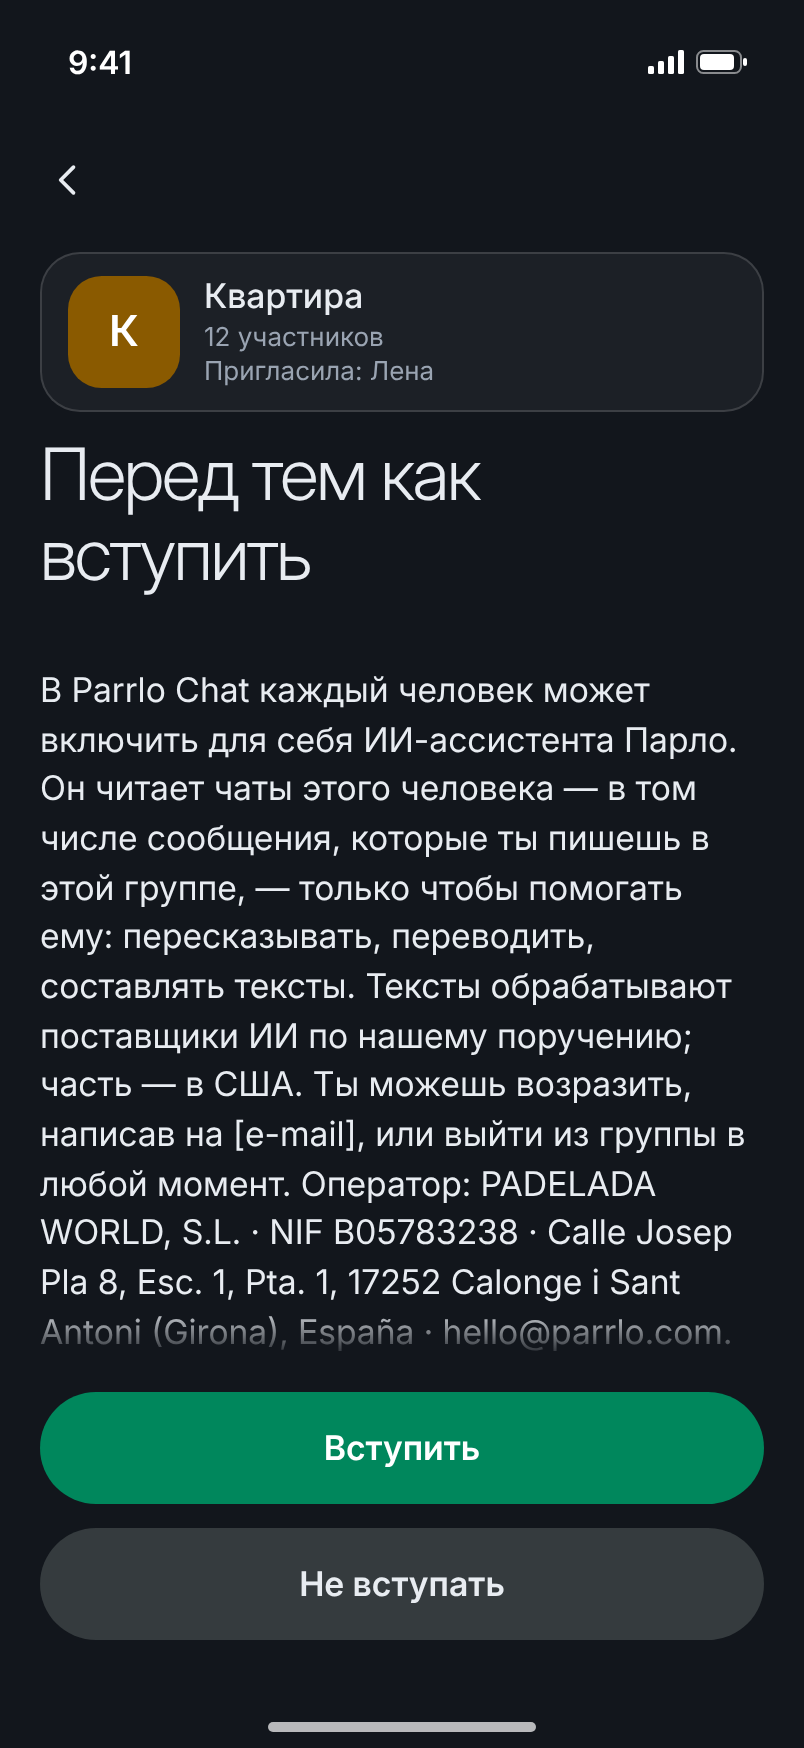 9:41
К
Квартира
12 участников
Пригласила: Лена
Перед тем как
вступить
В Parrlo Chat каждый человек может
включить для себя ИИ-ассистента Парло.
Он читает чаты этого человека — в том
числе сообщения, которые ты пишешь в
этой группе, — только чтобы помогать
ему: пересказывать, переводить,
составлять тексты. Тексты обрабатывают
поставщики ИИ по нашему поручению;
часть — в США. Ты можешь возразить,
написав на [e-mail], или выйти из группы в
любой момент. Оператор: PADELADA
WORLD, S.L. · NIF B05783238 · Calle Josep
Pla 8, Esc. 1, Pta. 1, 17252 Calonge i Sant
Antoni (Girona), España · hello@parrlo.com.
Вступить
Не вступать